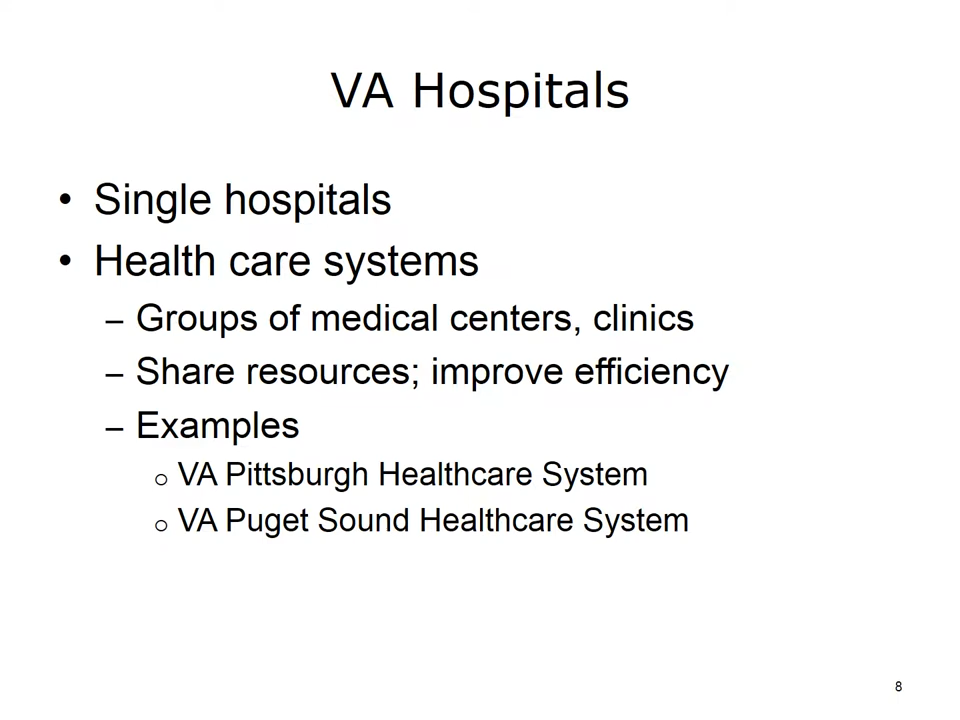 VA Hospitals
• Single hospitals
• Health care systems
– Groups of medical centers, clinics
– Share resources; improve efficiency
– Examples
o VA Pittsburgh Healthcare System
o VA Puget Sound Healthcare System
8